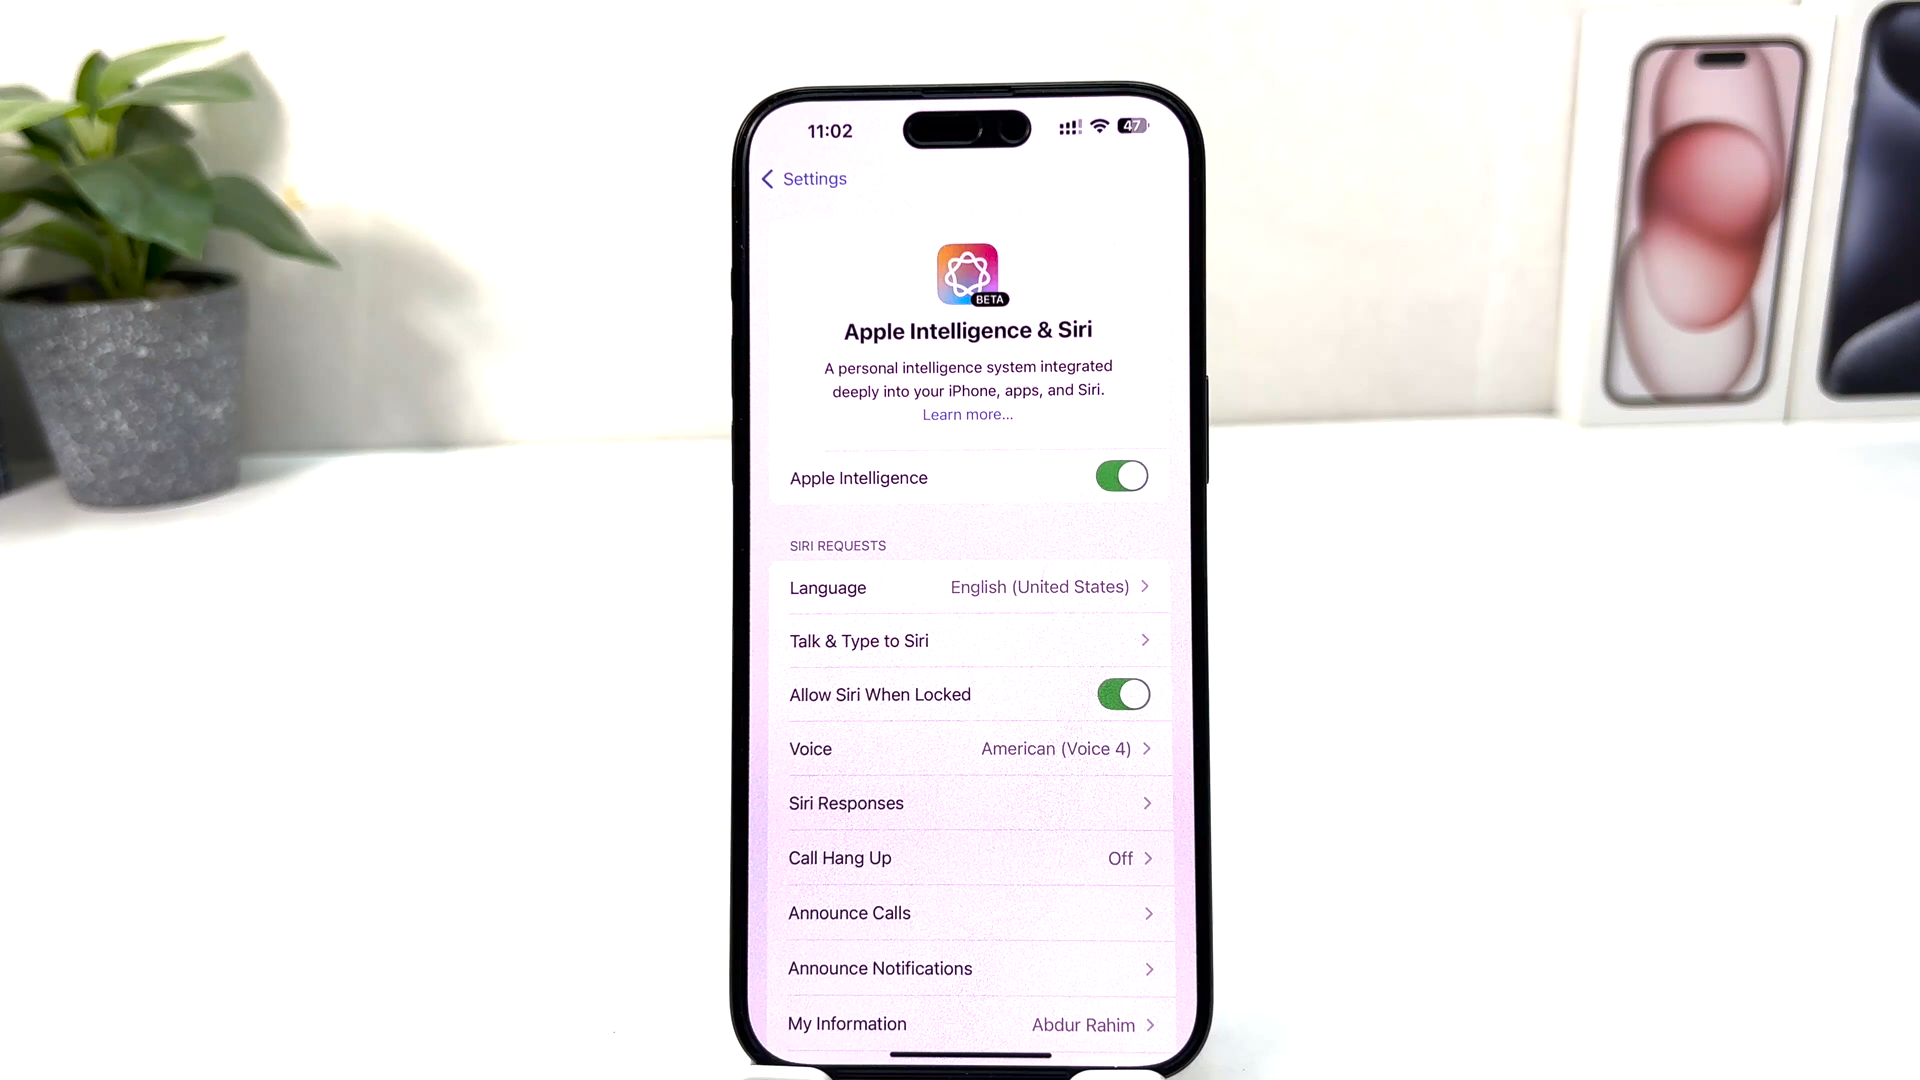 11:02
47
Settings
BETA
Apple Intelligence & Siri
A personal intelligence system integrated
deeply into your iPhone, apps, and Siri.
Learn more...
Apple Intelligence
SIRI REQUESTS
Language English (United States)
Talk & Type to Siri
Allow Siri When Locked
Voice American (Voice 4)
Siri Responses
Call Hang Up Off
Announce Calls
Announce Notifications
My Information Abdur Rahim